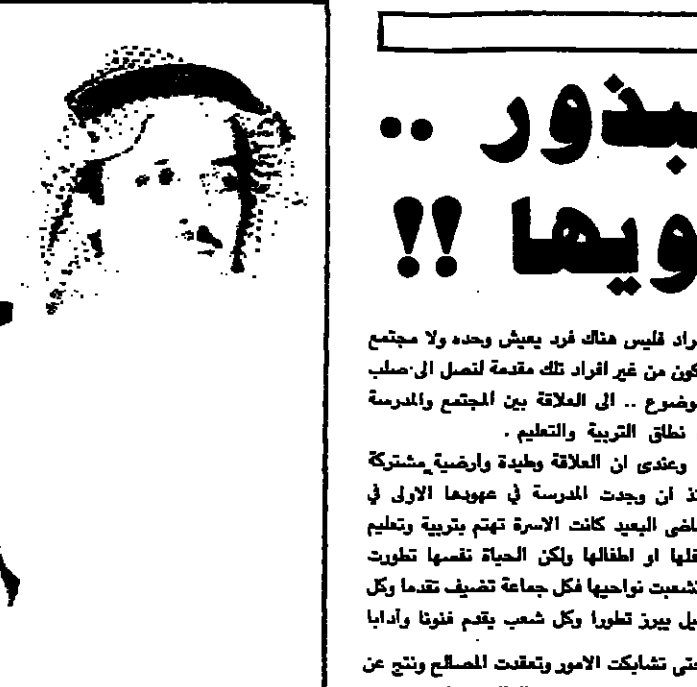 بذور ..
ويها !!
راد فليس هناك فرد يعيش وحده ولا مجتمع
كون من غير افراد تلك مقدمة لنصل الى صلب
وضوع .. الى العلاقة بين المجتمع والمدرسة
نطاق التربية والتعليم .
وعندى ان العلاقة وطيدة وارضية مشتركة
ذ ان وجدت المدرسة في عهودها الاولى في
اضى البعيد كانت الاسرة تهتم بتربية وتعليم
فلها او اطفالها ولكن الحياة نفسها تطورت
تشعبت نواحيها فكل جماعة تضيف تقدما وكل
يل يبرز تطورا وكل شعب يقدم فنونا وآدابا
حتى تشابكت الامور وتعقدت المصالح ونتج عن